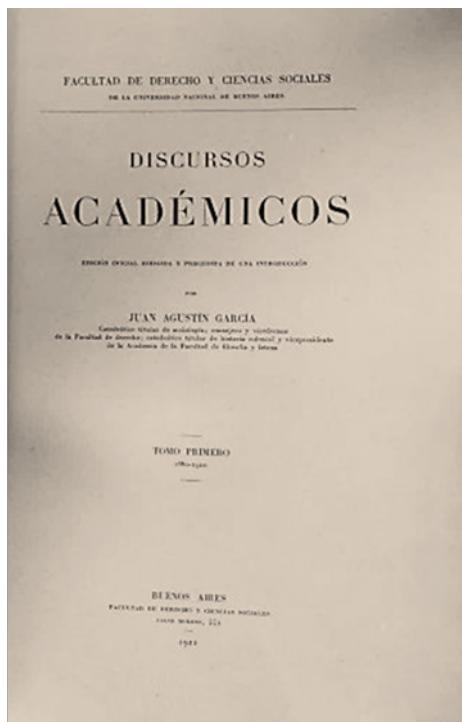 FACULTAD DE DERECHO Y CIENCIAS SOCIALES
DE LA UNIVERSIDAD NACIONAL DE BUENOS AIRES
DISCURSOS
ACADÉMICOS
EDICIÓN OFICIAL DIRIGIDA Y PRECEDIDA DE UNA INTRODUCCIÓN
POR
JUAN AGUSTÍN GARCÍA
Catedrático titular de sociología; consejero y vicedecano
de la Facultad de derecho; catedrático titular de historia colonial y vicepresidente
de la Academia de la Facultad de filosofía y letras
TOMO PRIMERO
BUENOS AIRES
FACULTAD DE DERECHO Y CIENCIAS SOCIALES
CALLE MORENO,